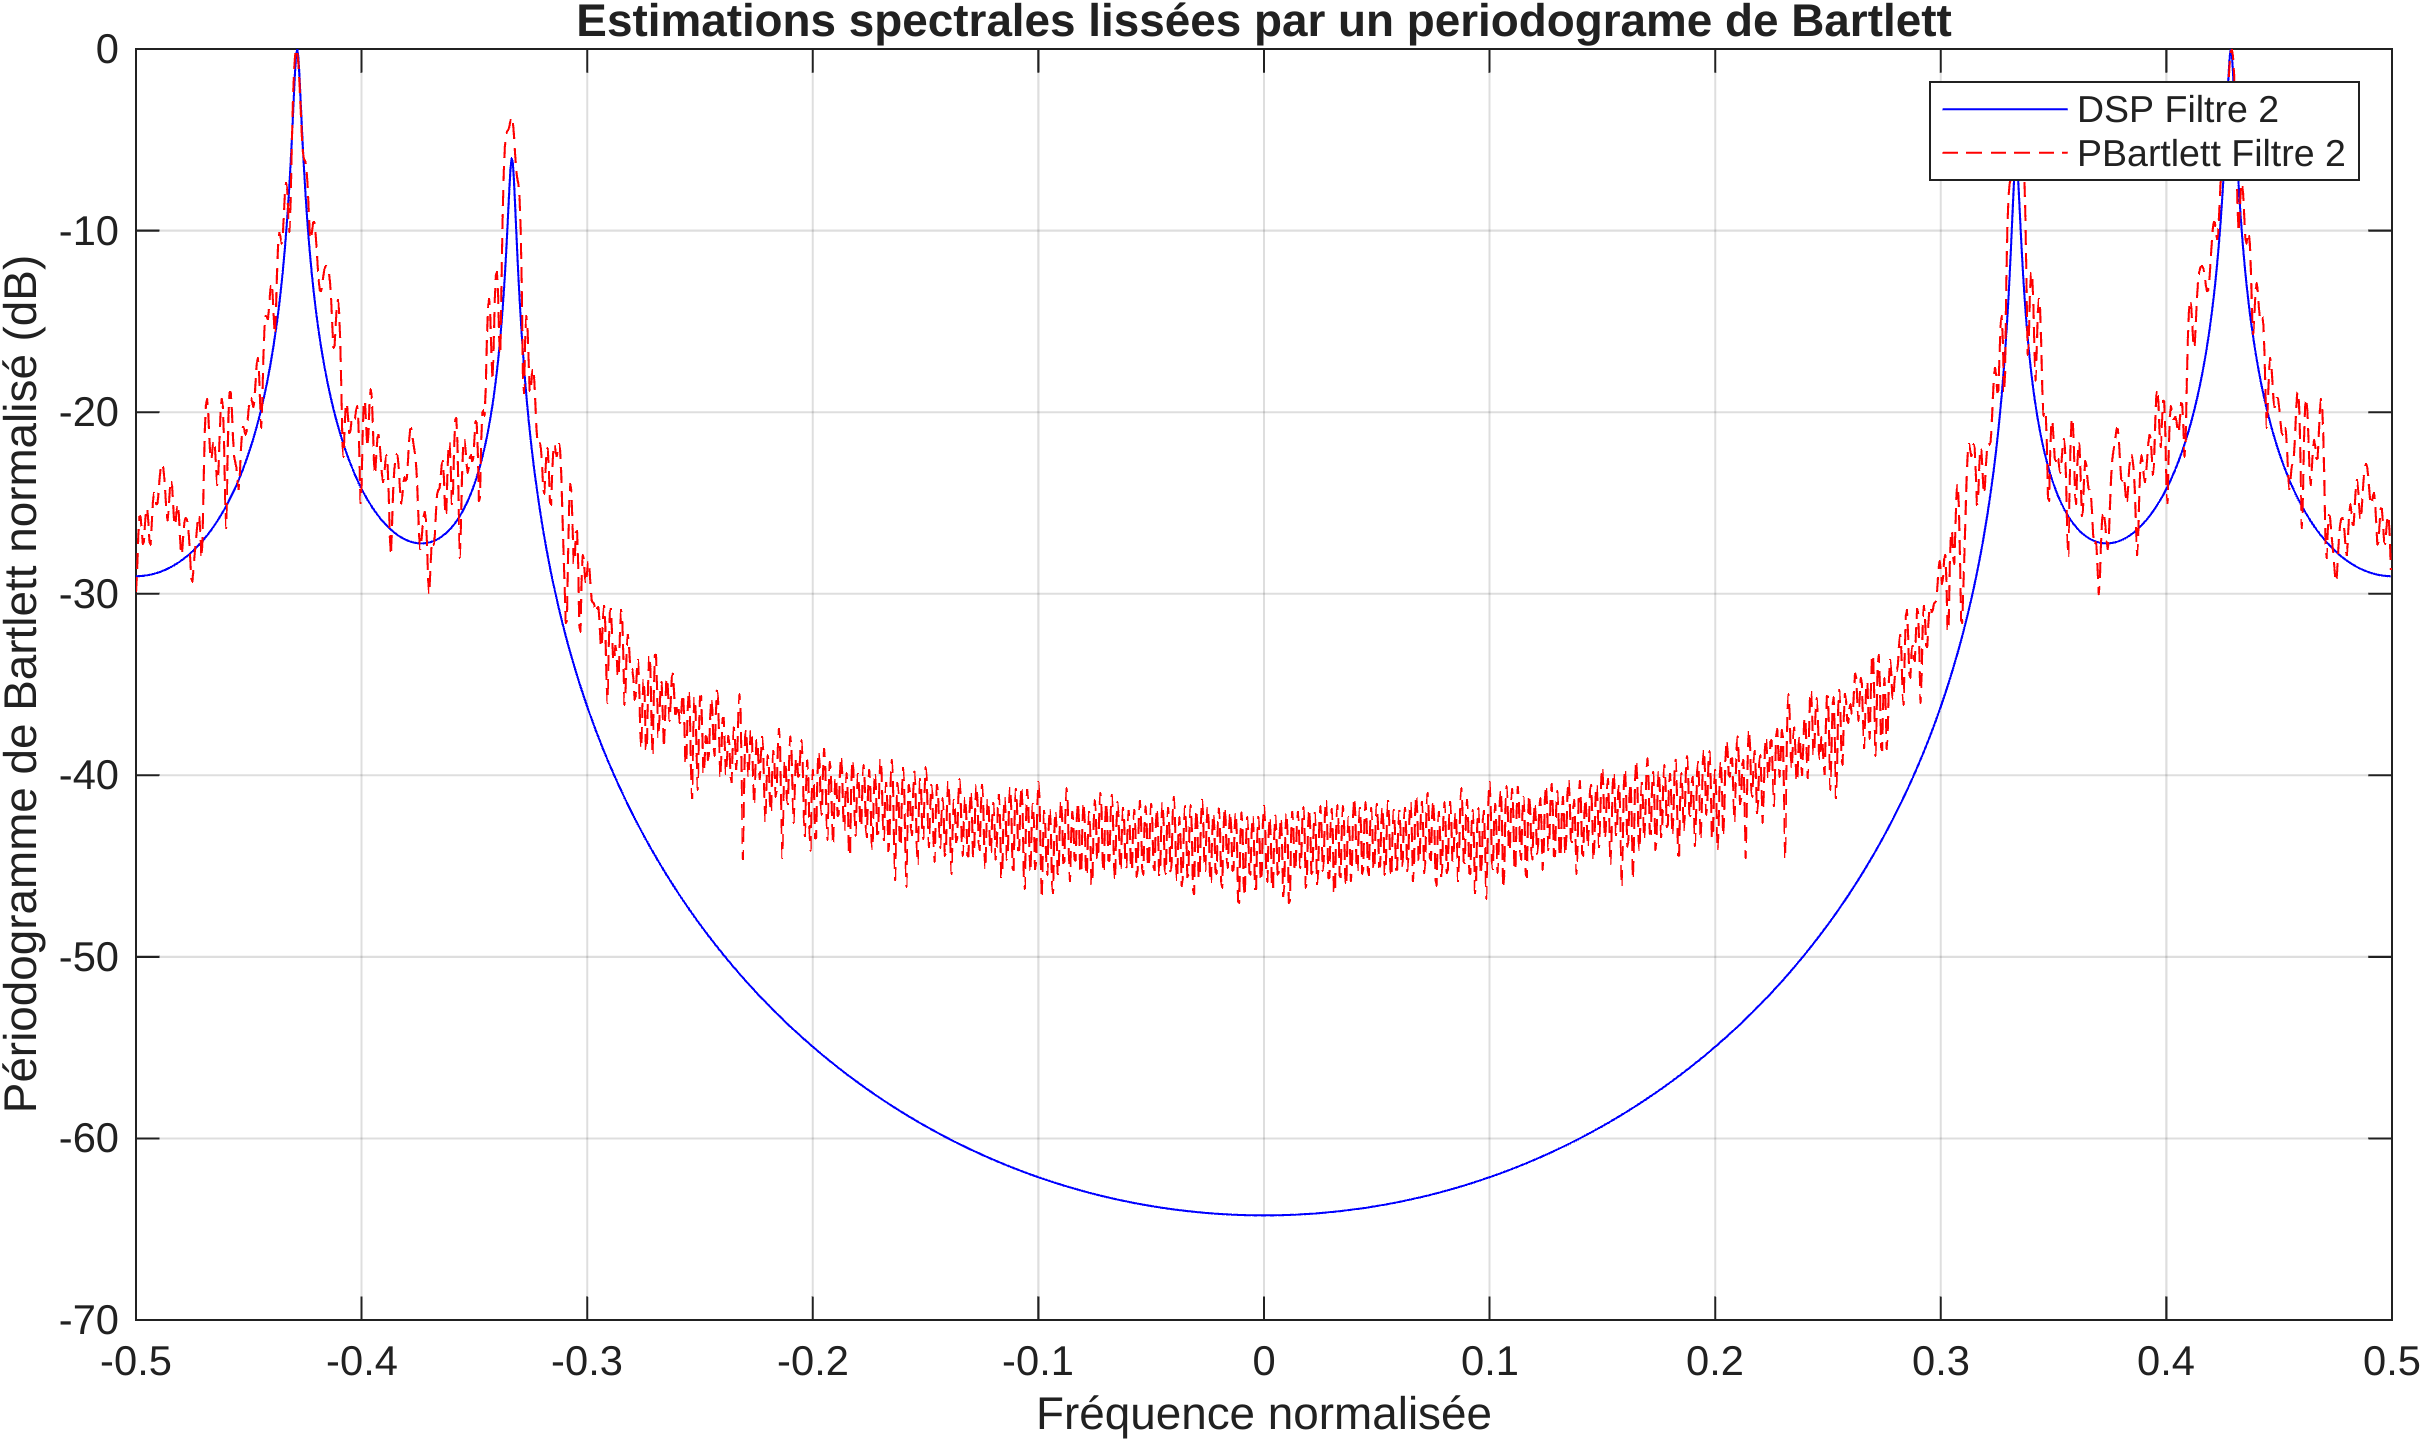 Estimations spectrales lissées par un periodograme de Bartlett
Périodogramme de Bartlett normalisé (dB)
0
-10
-20
-30
-40
-50
-60
-70
DSP Filtre 2
PBartlett Filtre 2
-0.5 -0.4 -0.3 -0.2 -0.1 0 0.1 0.2 0.3 0.4 0.5
Fréquence normalisée